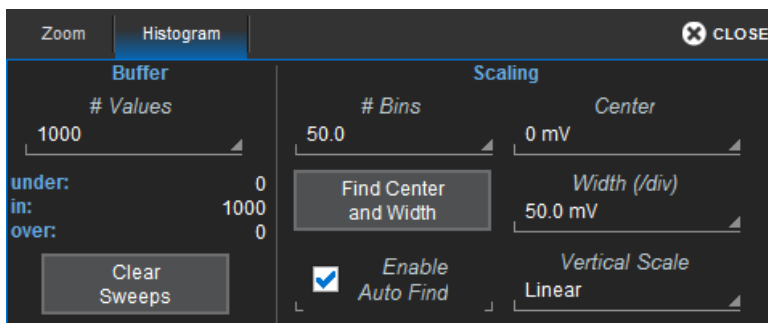 Zoom
Histogram
CLOSE
Buffer
# Values
1000
under: 0
in: 1000
over: 0
Clear
Sweeps
Scaling
# Bins
50.0
Center
0 mV
Find Center
and Width
Width (/div)
50.0 mV
Enable
Auto Find
Vertical Scale
Linear